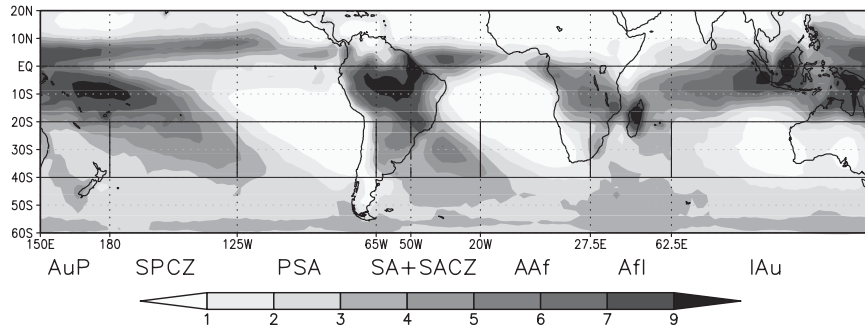 20N
10N
EQ
10S
20S
30S
40S
50S
60S
150E 180 125W 65W 50W 20W 27.5E 62.5E
AuP SPCZ PSA SA+SACZ AAf AfI IAu
1 2 3 4 5 6 7 9